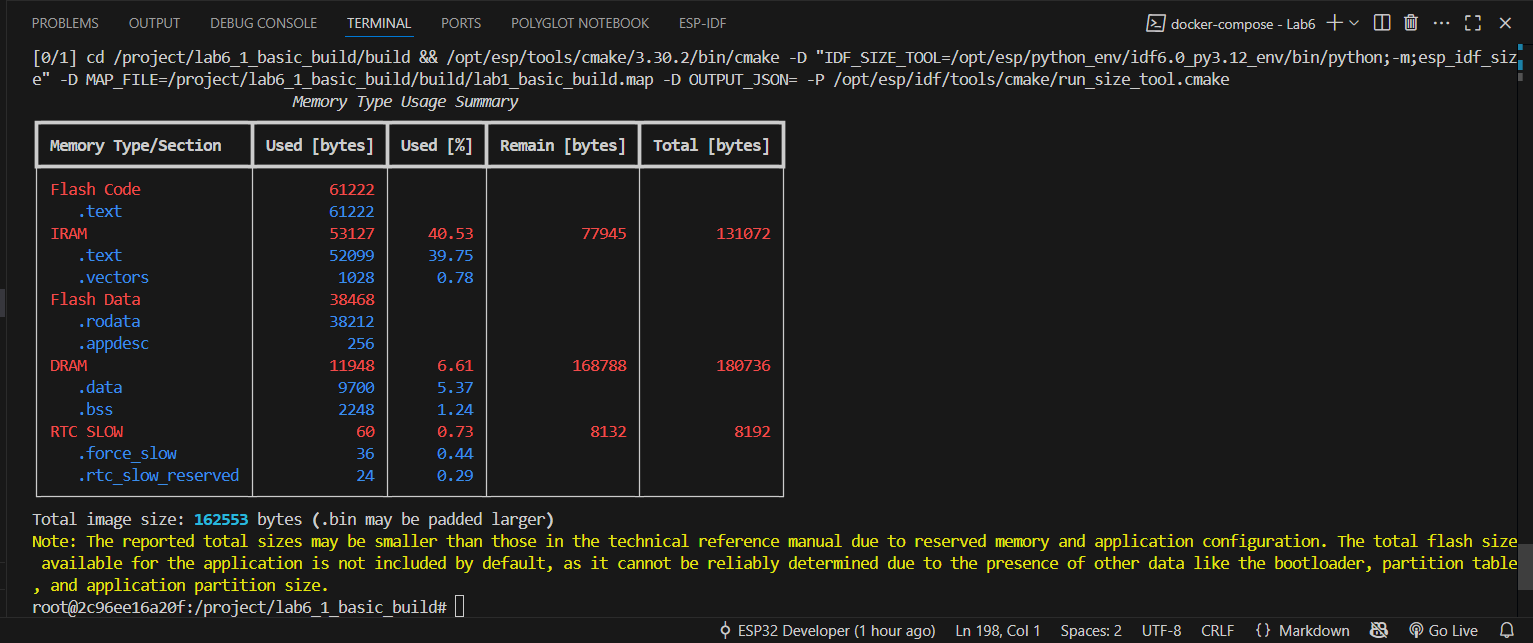 PROBLEMS OUTPUT DEBUG CONSOLE TERMINAL PORTS POLYGLOT NOTEBOOK ESP-IDF docker-compose - Lab6
[0/1] cd /project/lab6_1_basic_build/build && /opt/esp/tools/cmake/3.30.2/bin/cmake -D "IDF_SIZE_TOOL=/opt/esp/python_env/idf6.0_py3.12_env/bin/python;-m;esp_idf_siz
e" -D MAP_FILE=/project/lab6_1_basic_build/build/lab1_basic_build.map -D OUTPUT_JSON= -P /opt/esp/idf/tools/cmake/run_size_tool.cmake
Memory Type Usage Summary
Memory Type/Section Used [bytes] Used [%] Remain [bytes] Total [bytes]
Flash Code 61222
.text 61222
IRAM 53127 40.53 77945 131072
.text 52099 39.75
.vectors 1028 0.78
Flash Data 38468
.rodata 38212
.appdesc 256
DRAM 11948 6.61 168788 180736
.data 9700 5.37
.bss 2248 1.24
RTC SLOW 60 0.73 8132 8192
.force_slow 36 0.44
.rtc_slow_reserved 24 0.29
Total image size: 162553 bytes (.bin may be padded larger)
Note: The reported total sizes may be smaller than those in the technical reference manual due to reserved memory and application configuration. The total flash size
available for the application is not included by default, as it cannot be reliably determined due to the presence of other data like the bootloader, partition table
, and application partition size.
root@2c96ee16a20f:/project/lab6_1_basic_build#
ESP32 Developer (1 hour ago) Ln 198, Col 1 Spaces: 2 UTF-8 CRLF {} Markdown Go Live